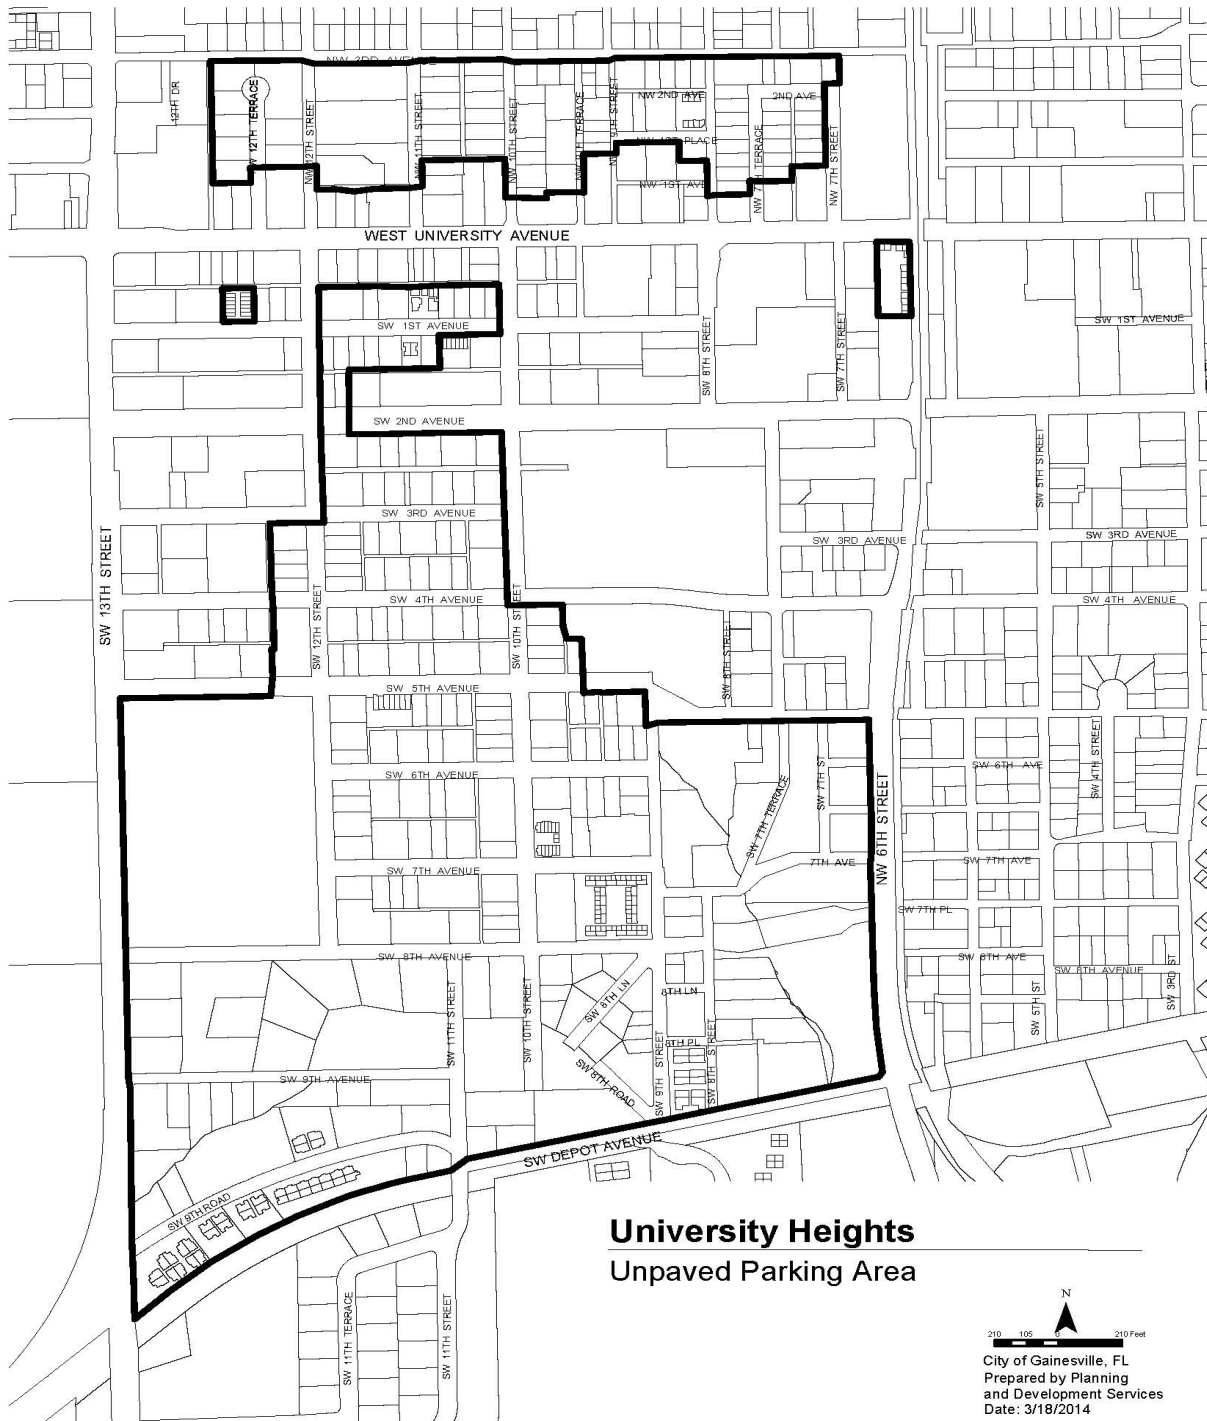 NW 3RD AVENUE
12TH DR
NW 12TH TERRACE
NW 12TH STREET
NW 11TH STREET
NW 10TH STREET
NW 9TH TERRACE
NW 9TH STREET
NW 2ND AVE
2ND AVE
NW 1ST PLACE
NW 1ST AVE
NW 7TH TERRACE
NW 7TH STREET
WEST UNIVERSITY AVENUE
SW 1ST AVENUE
SW 8TH STREET
SW 7TH STREET
SW 1ST AVENUE
SW 2ND AVENUE
SW 5TH STREET
SW 3RD AVENUE
SW 3RD AVENUE
SW 3RD AVENUE
SW 13TH STREET
SW 12TH STREET
SW 4TH AVENUE
SW 10TH STREET
SW 4TH AVENUE
SW 8TH STREET
SW 5TH AVENUE
SW 6TH AVENUE
SW 7TH TERRACE
SW 7TH ST
NW 6TH STREET
SW 6TH AVE
SW 4TH STREET
SW 7TH AVENUE
7TH AVE
SW 7TH AVE
SW 7TH PL
SW 8TH AVENUE
SW 8TH AVE
SW 8TH AVENUE
SW 3RD ST
SW 5TH ST
SW 11TH STREET
SW 10TH STREET
SW 8TH LN
8TH LN
8TH PL
SW 9TH STREET
SW 8TH STREET
SW 8TH ROAD
SW 9TH AVENUE
SW DEPOT AVENUE
SW 9TH ROAD
SW 11TH TERRACE
SW 11TH STREET
University Heights
Unpaved Parking Area
N
210 105 0 210 Feet
City of Gainesville, FL
Prepared by Planning
and Development Services
Date: 3/18/2014